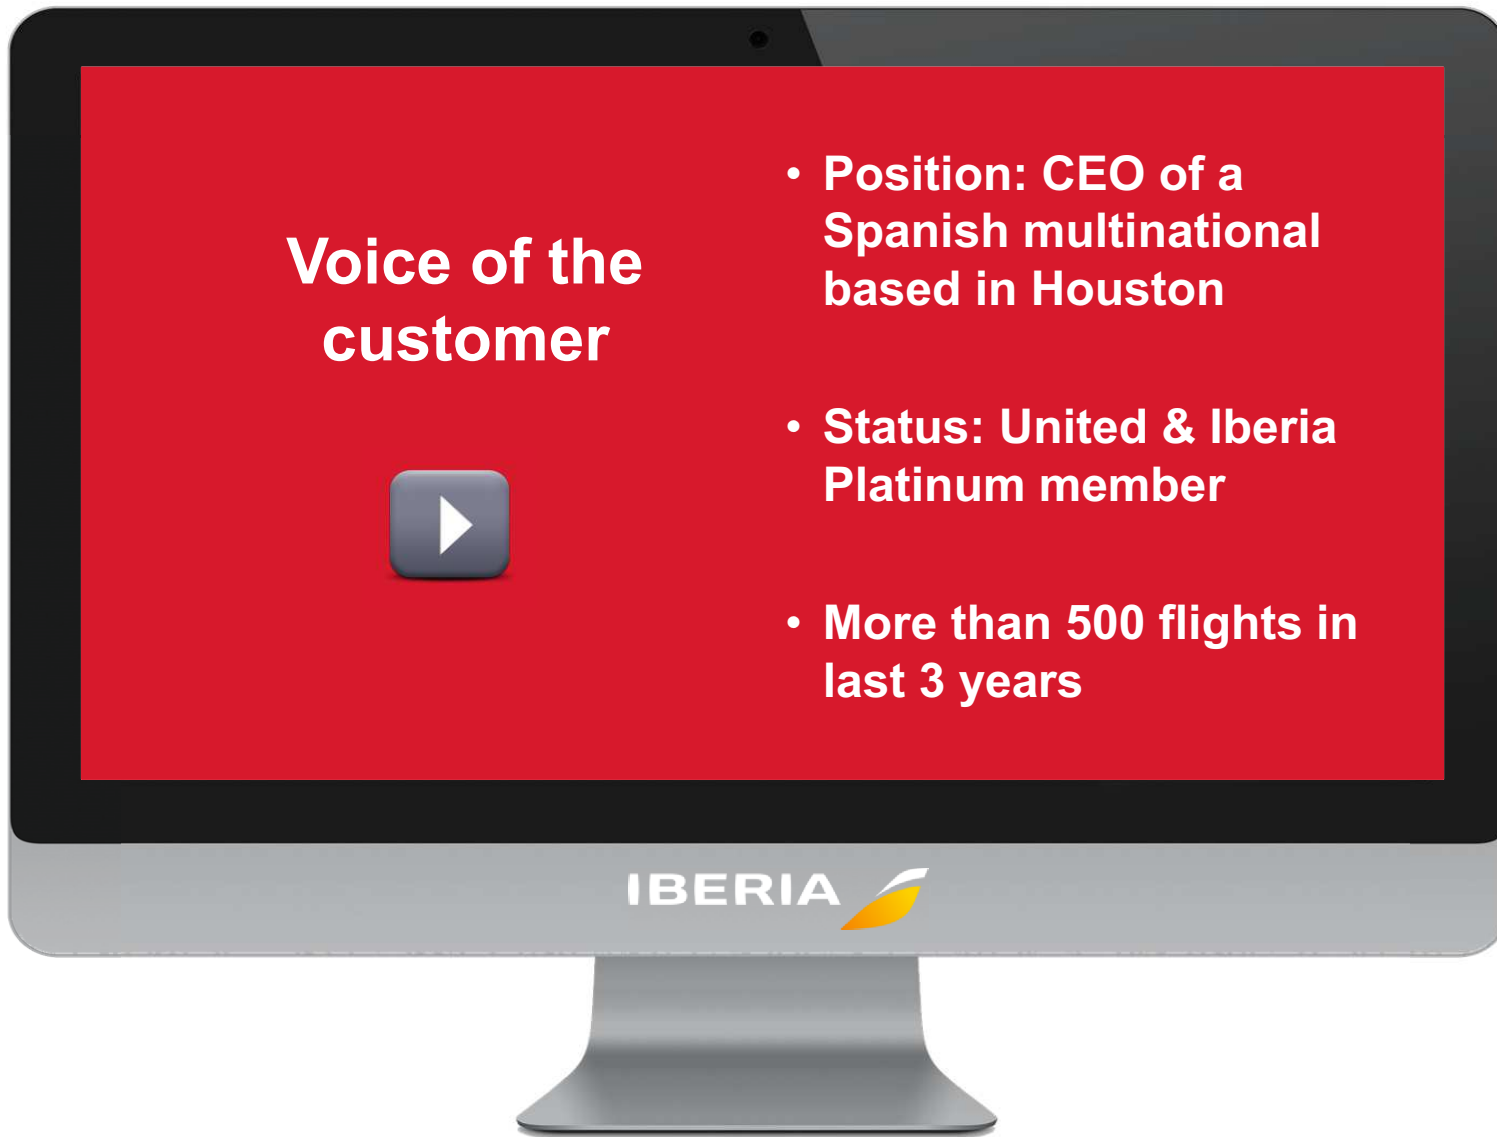 Voice of the
customer
• Position: CEO of a
Spanish multinational
based in Houston
• Status: United & Iberia
Platinum member
• More than 500 flights in
last 3 years
IBERIA